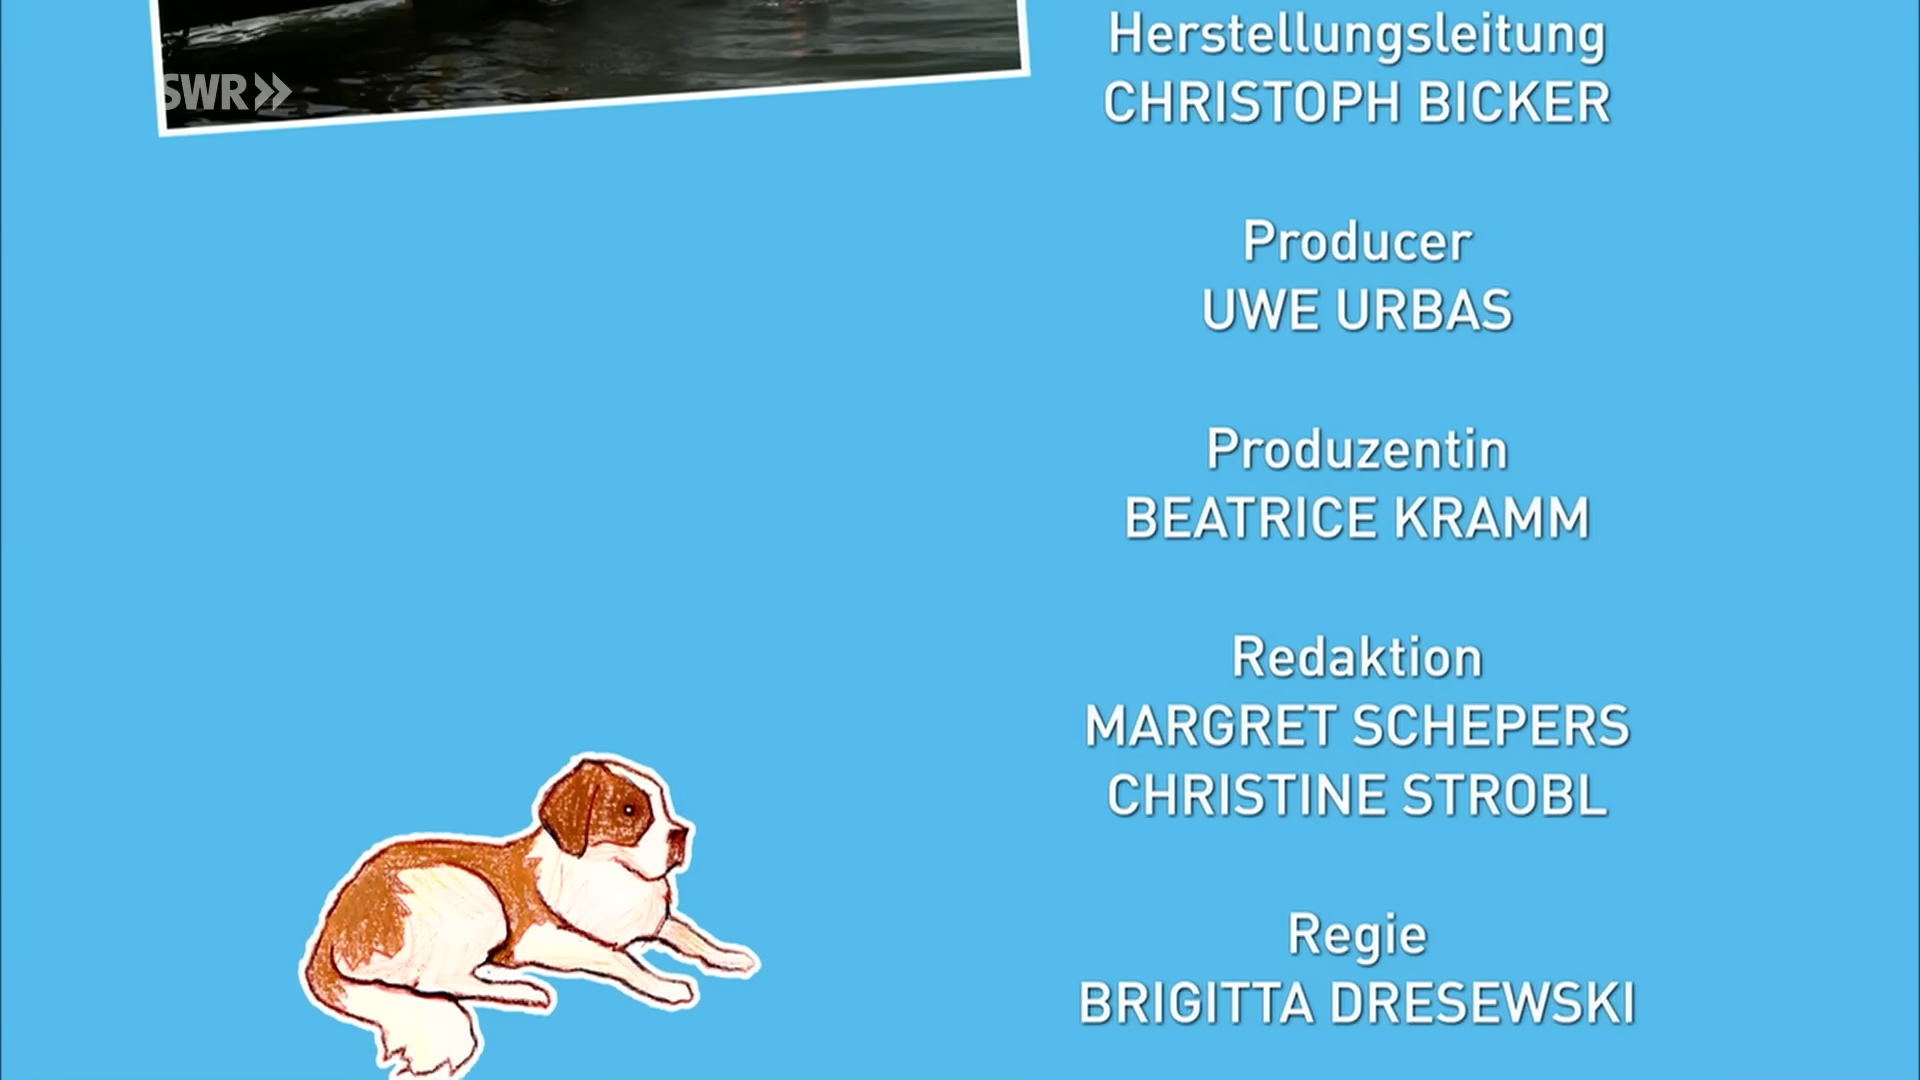 SWR
Herstellungsleitung
CHRISTOPH BICKER
Producer
UWE URBAS
Produzentin
BEATRICE KRAMM
Redaktion
MARGRET SCHEPERS
CHRISTINE STROBL
Regie
BRIGITTA DRESEWSKI